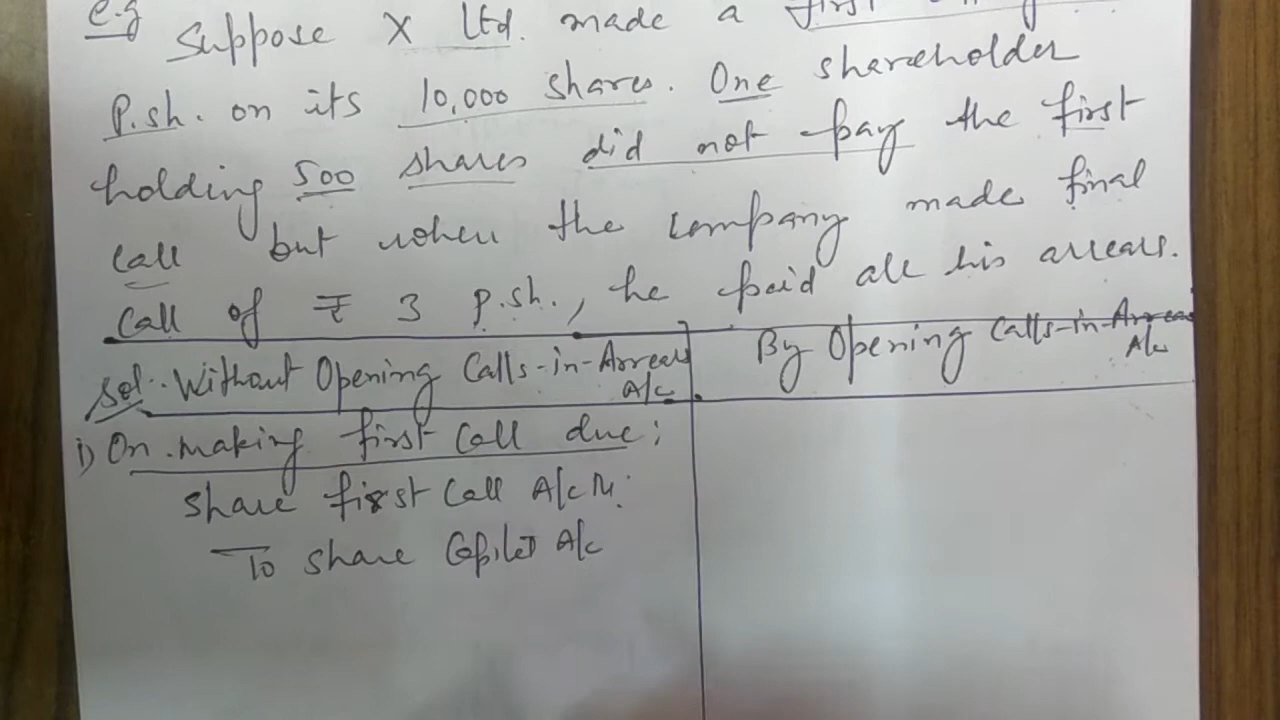 e.g Suppose X Ltd. made a first
P.sh. on its 10,000 shares. One shareholder
holding 500 shares did not pay the first
call but when the company made final
call of ₹ 3 p.sh., he paid all his arrears.
Sol:. Without Opening Calls-in-Arrears A/c
By Opening Calls-in-Arrears A/c
i) On making first call due:
Share first call A/c Dr.
To Share Capital A/c